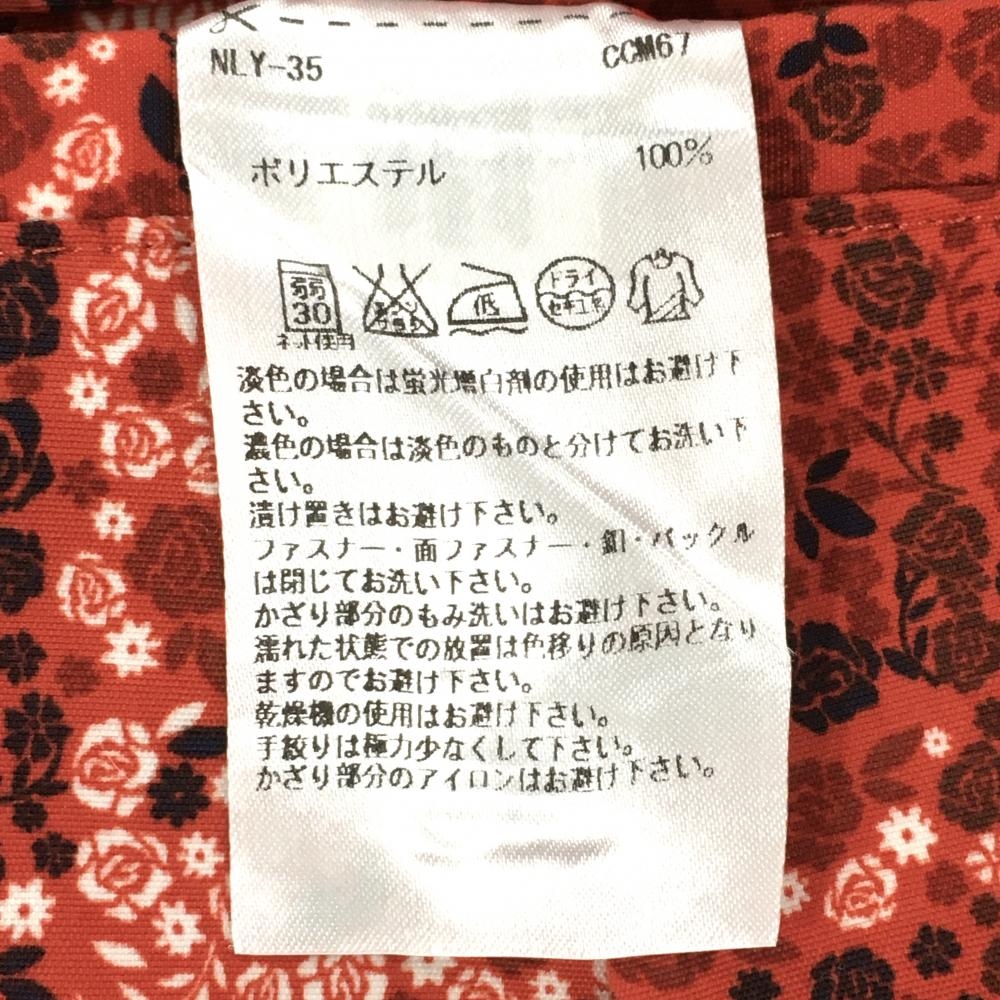 NLY-35 CCM67
ポリエステル 100%
弱 30 低 ドライ セキユ系
ネット使用
淡色の場合は蛍光増白剤の使用はお避け下
さい。
濃色の場合は淡色のものと分けてお洗い下
さい。
漬け置きはお避け下さい。
ファスナー・面ファスナー・釦・バックル
は閉じてお洗い下さい。
かざり部分のもみ洗いはお避け下さい。
濡れた状態での放置は色移りの原因となり
ますのでお避け下さい。
乾燥機の使用はお避け下さい。
手絞りは極力少なくして下さい。
かざり部分のアイロンはお避け下さい。